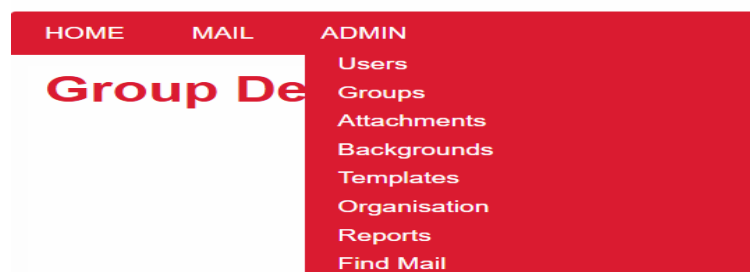 HOME MAIL ADMIN
Users
Group De
Groups
Attachments
Backgrounds
Templates
Organisation
Reports
Find Mail